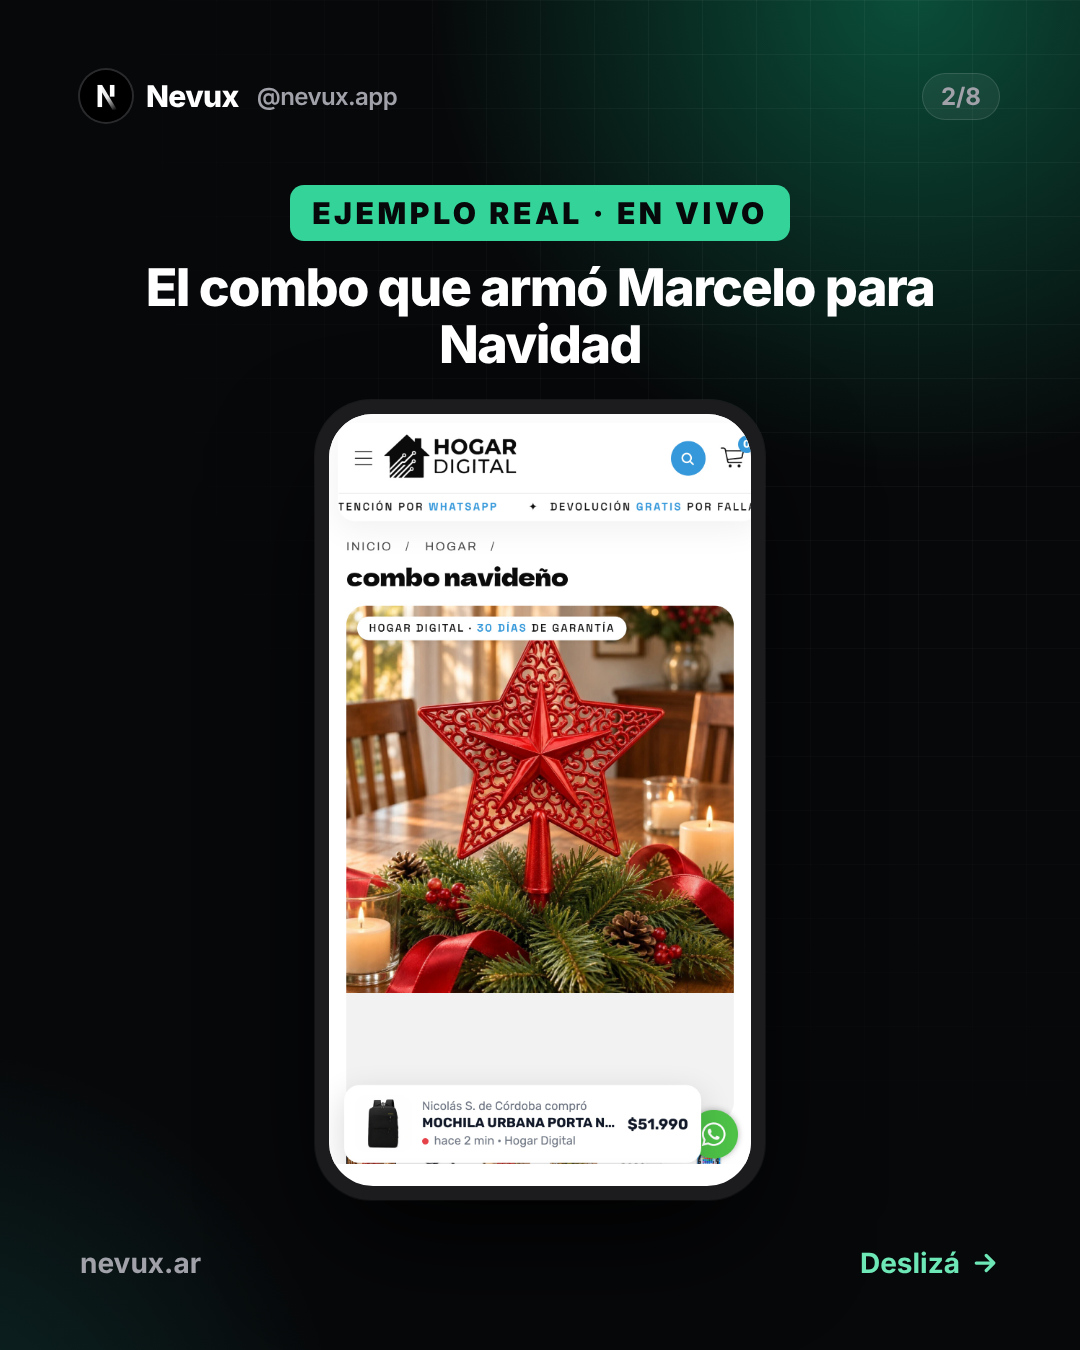 N Nevux @nevux.app 2/8
EJEMPLO REAL · EN VIVO
El combo que armó Marcelo para
Navidad
HOGAR
DIGITAL
TENCIÓN POR WHATSAPP ✦ DEVOLUCIÓN GRATIS POR FALLA
INICIO / HOGAR /
combo navideño
HOGAR DIGITAL · 30 DÍAS DE GARANTÍA
Nicolás S. de Córdoba compró
MOCHILA URBANA PORTA N... $51.990
hace 2 min • Hogar Digital
nevux.ar
Deslizá →